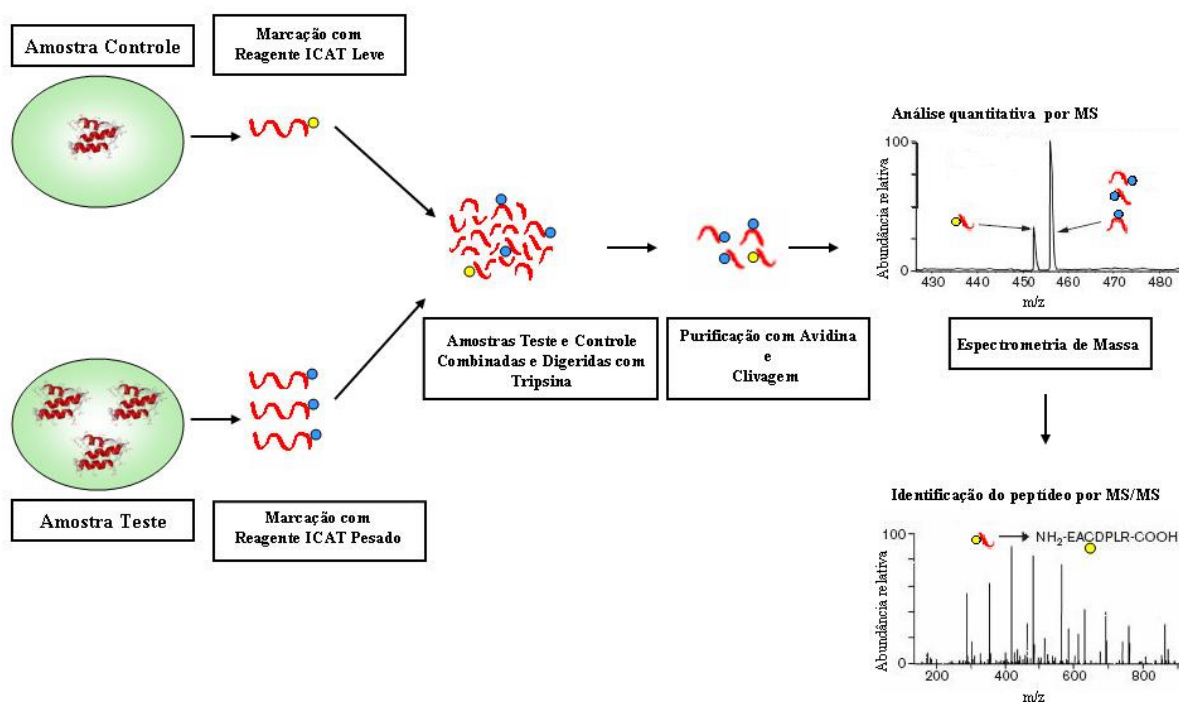 Amostra Controle
Marcação com
Reagente ICAT Leve
Amostra Teste
Marcação com
Reagente ICAT Pesado
Amostras Teste e Controle
Combinadas e Digeridas com
Tripsina
Purificação com Avidina
e
Clivagem
Análise quantitativa por MS
Abundância relativa
100
0
430 440 450 460 470 480
m/z
Espectrometria de Massa
Identificação do peptídeo por MS/MS
NH2-EACDPLR-COOH
Abundância relativa
100
0
200 400 600 800
m/z